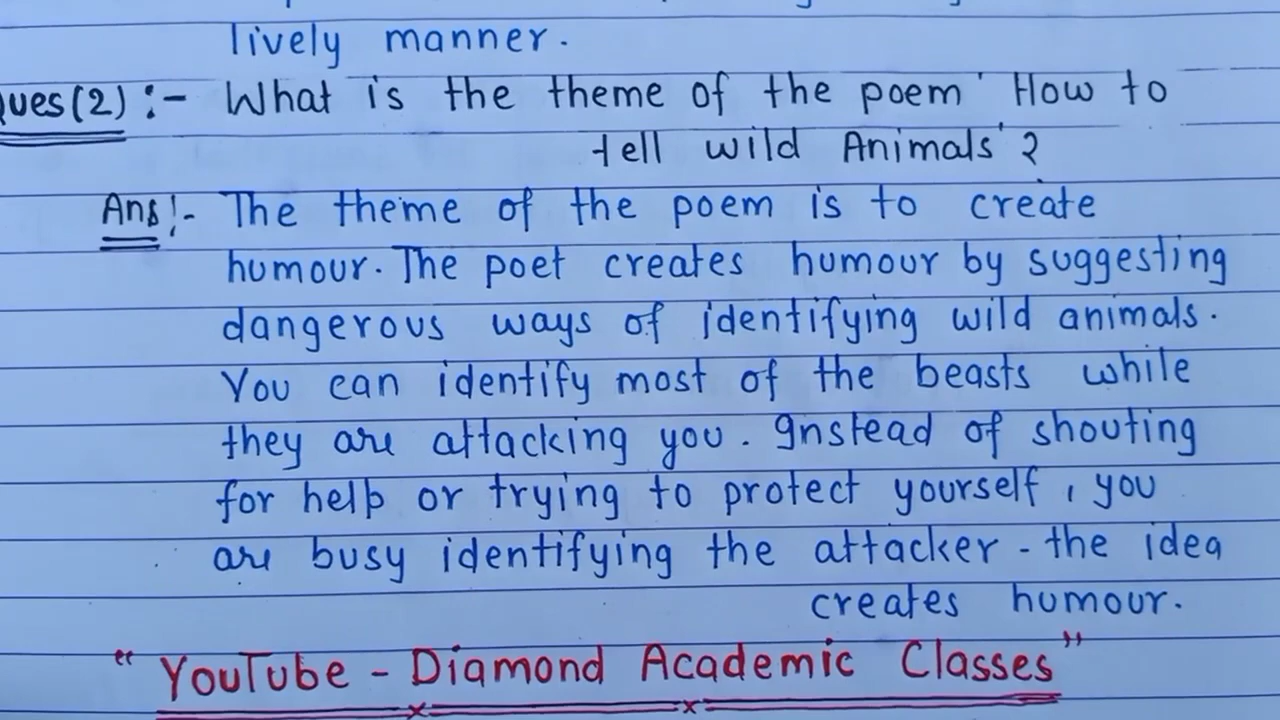 lively manner.
Ques(2):- What is the theme of the poem 'How to
tell wild Animals'?
Ans!- The theme of the poem is to create
humour. The poet creates humour by suggesting
dangerous ways of identifying wild animals.
You can identify most of the beasts while
they are attacking you. Instead of shouting
for help or trying to protect yourself, you
are busy identifying the attacker - the idea
creates humour.
"YouTube - Diamond Academic Classes"